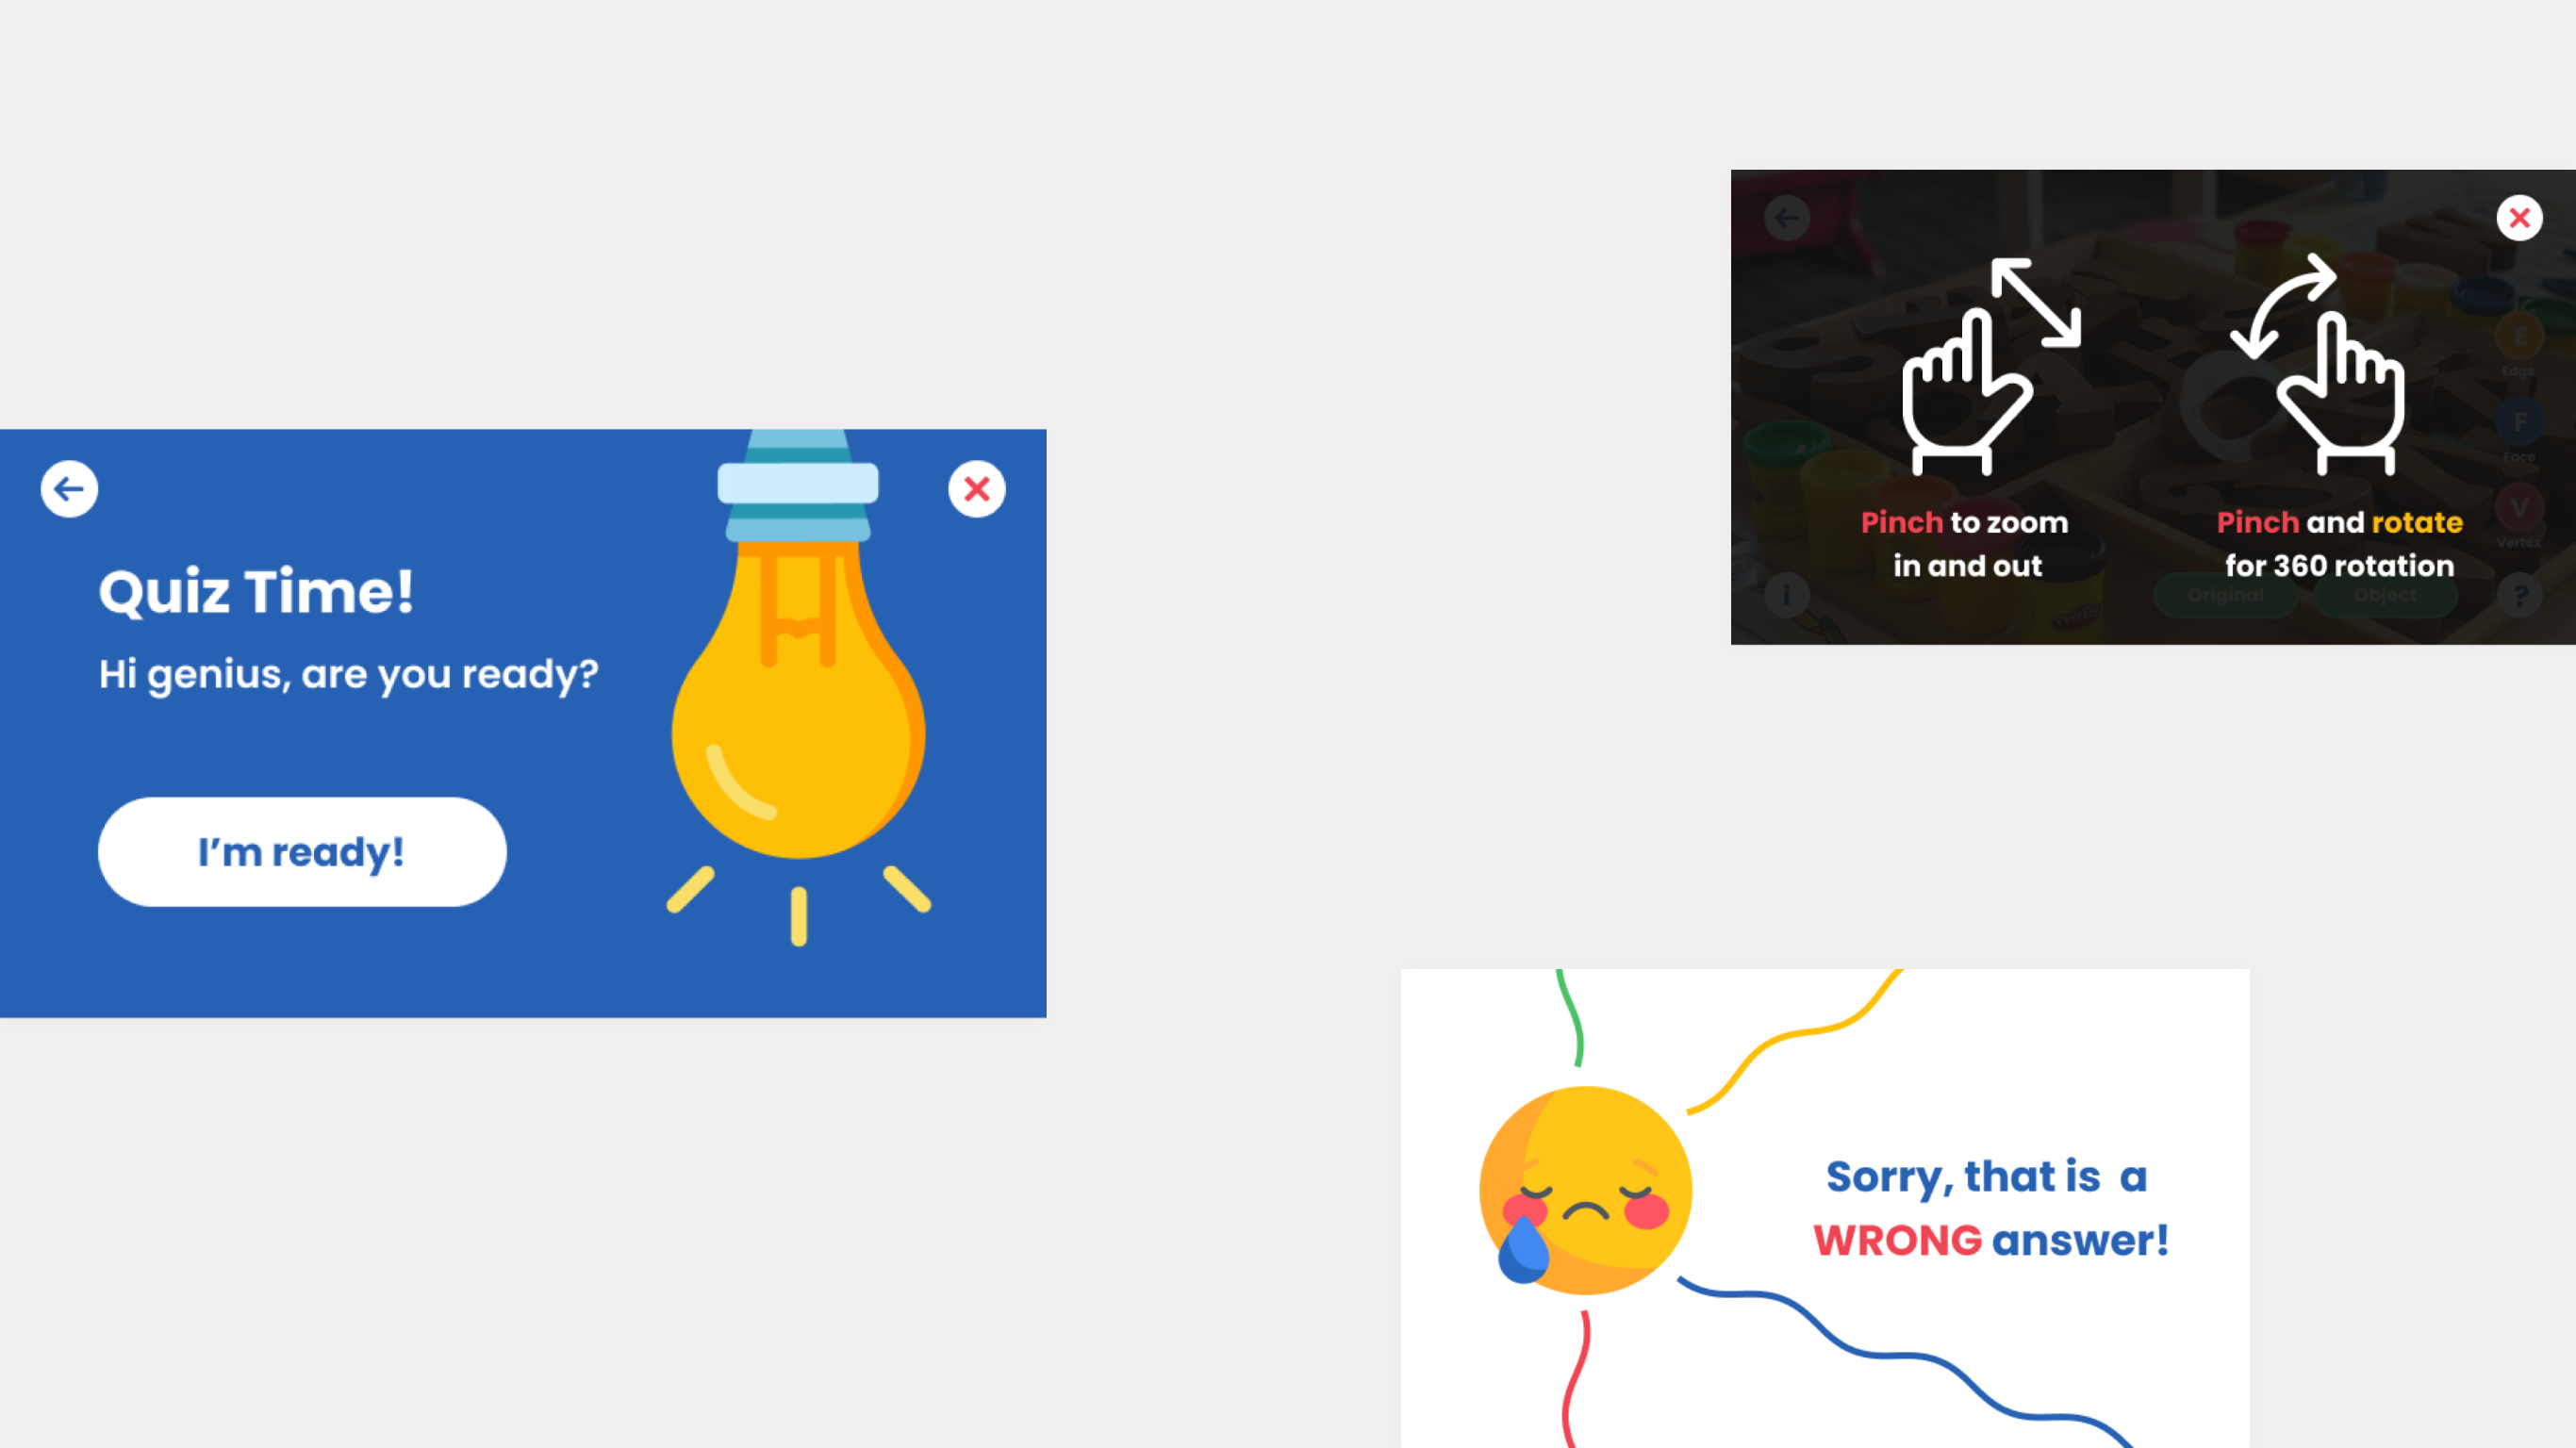 Quiz Time!
Hi genius, are you ready?
I'm ready!
Pinch to zoom
in and out
Pinch and rotate
for 360 rotation
E
Edge
F
Face
V
Vertex
i
Original
Object
?
Sorry, that is a
WRONG answer!